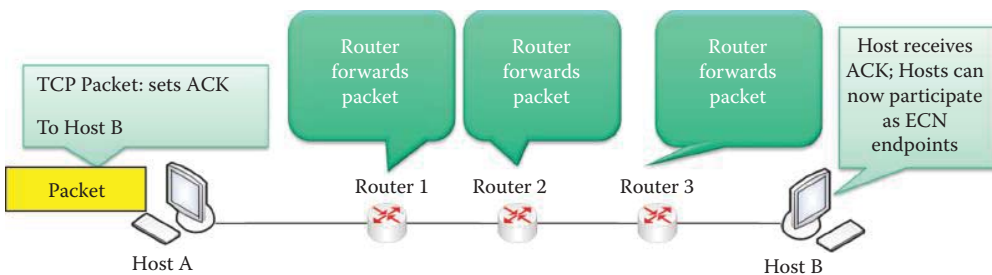 TCP Packet: sets ACK
To Host B
Router
forwards
packet
Router
forwards
packet
Router
forwards
packet
Host receives
ACK; Hosts can
now participate
as ECN
endpoints
Packet
Router 1
Router 2
Router 3
Host A
Host B